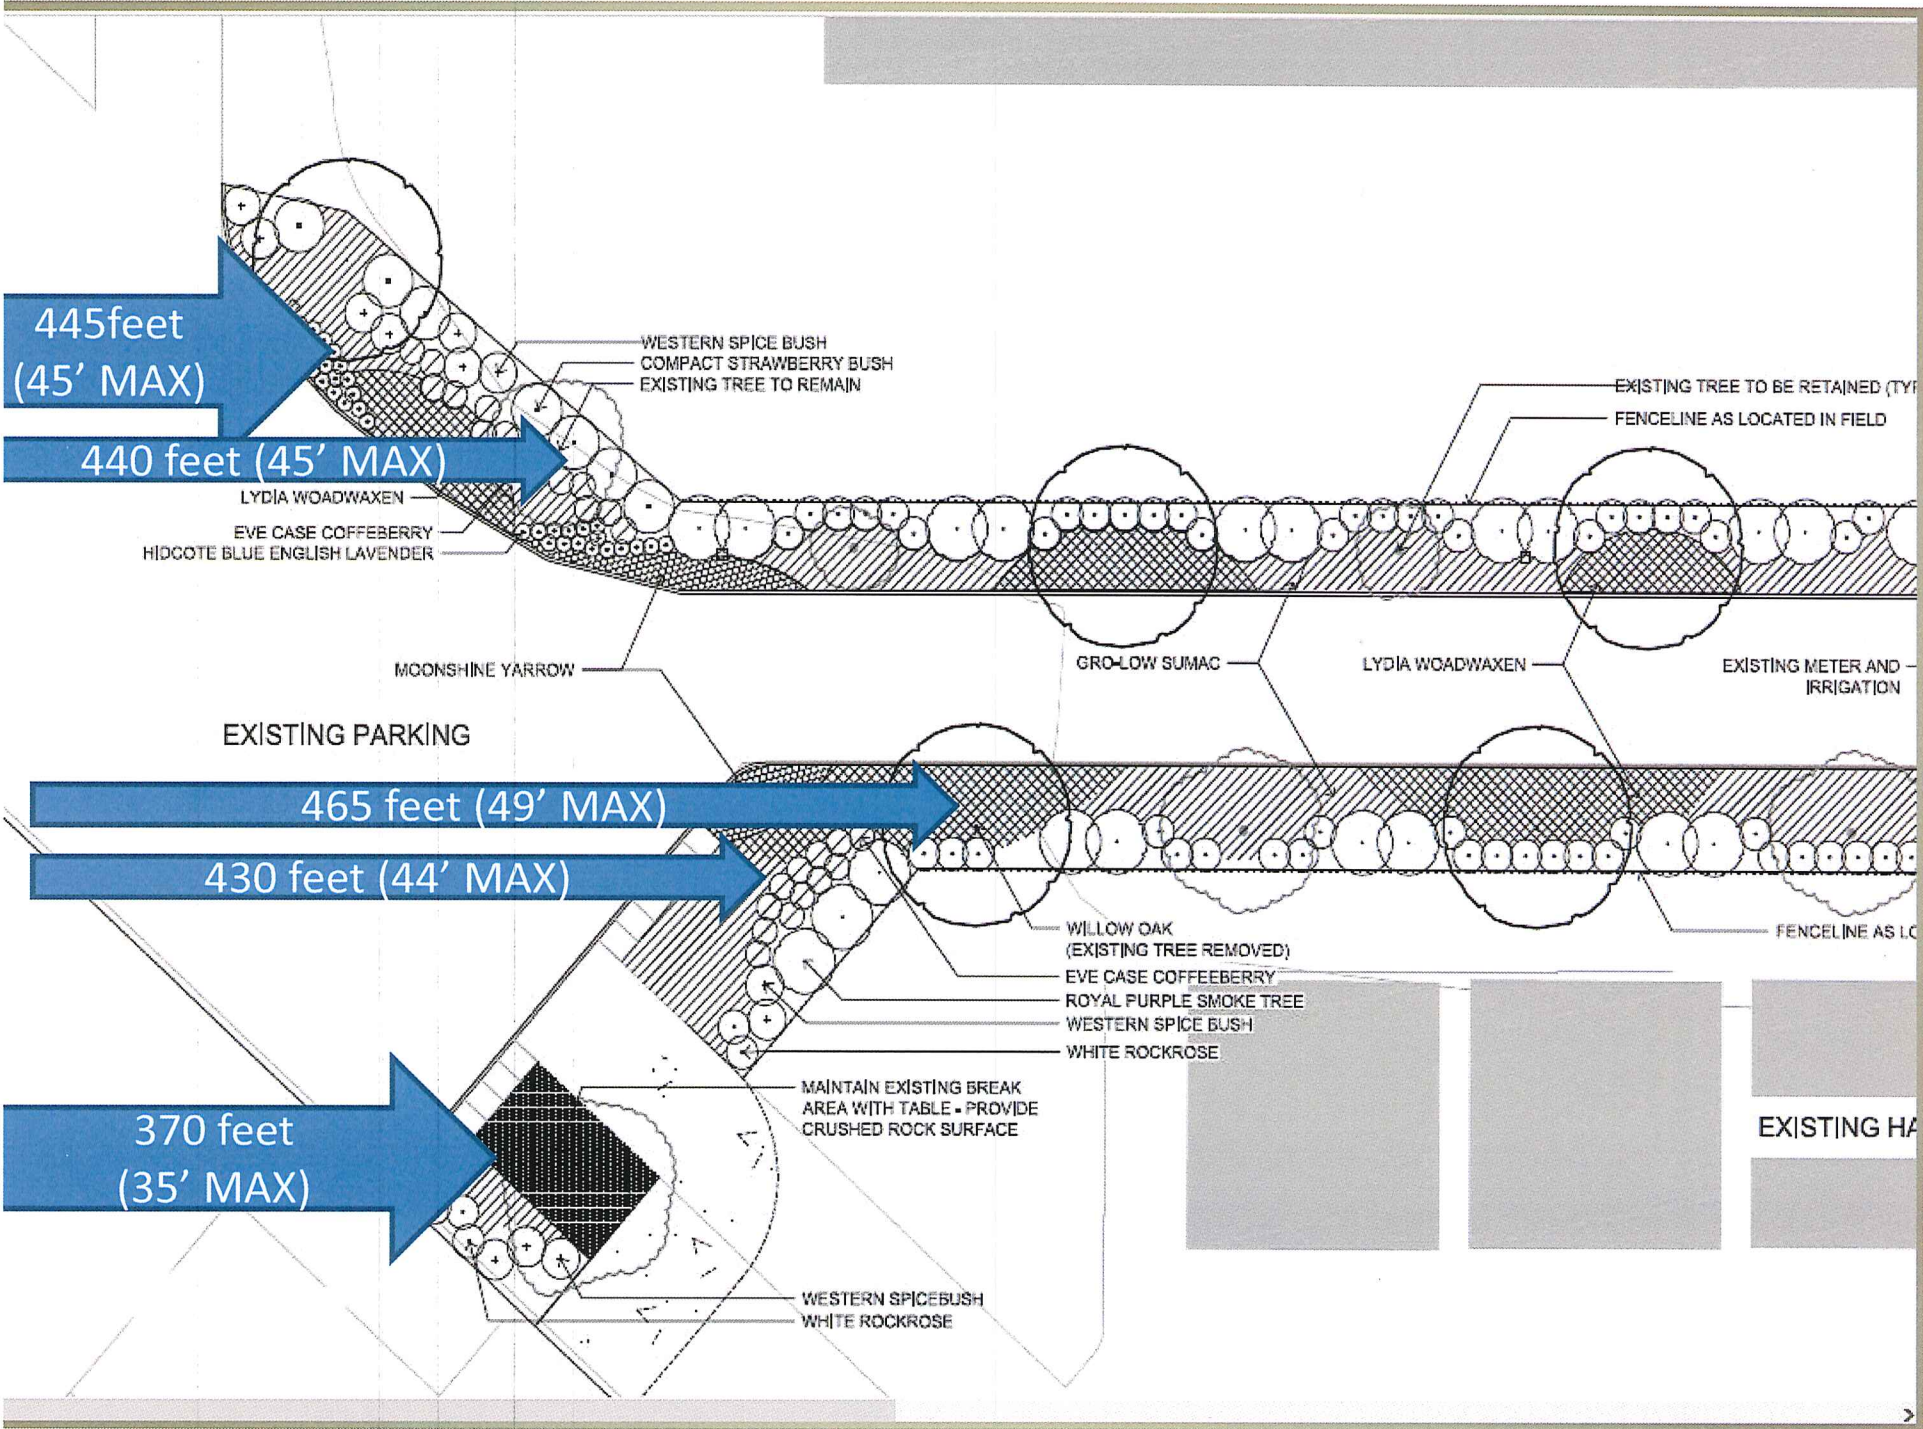 445feet
(45' MAX)
WESTERN SPICE BUSH
COMPACT STRAWBERRY BUSH
EXISTING TREE TO REMAIN
EXISTING TREE TO BE RETAINED (TYP
FENCELINE AS LOCATED IN FIELD
440 feet (45' MAX)
LYDIA WOADWAXEN
EVE CASE COFFEBERRY
HIDCOTE BLUE ENGLISH LAVENDER
MOONSHINE YARROW
GRO-LOW SUMAC
LYDIA WOADWAXEN
EXISTING METER AND
IRRIGATION
EXISTING PARKING
465 feet (49' MAX)
430 feet (44' MAX)
WILLOW OAK
(EXISTING TREE REMOVED)
EVE CASE COFFEEBERRY
ROYAL PURPLE SMOKE TREE
WESTERN SPICE BUSH
WHITE ROCKROSE
FENCELINE AS LO
MAINTAIN EXISTING BREAK
AREA WITH TABLE - PROVIDE
CRUSHED ROCK SURFACE
EXISTING HA
370 feet
(35' MAX)
WESTERN SPICEBUSH
WHITE ROCKROSE